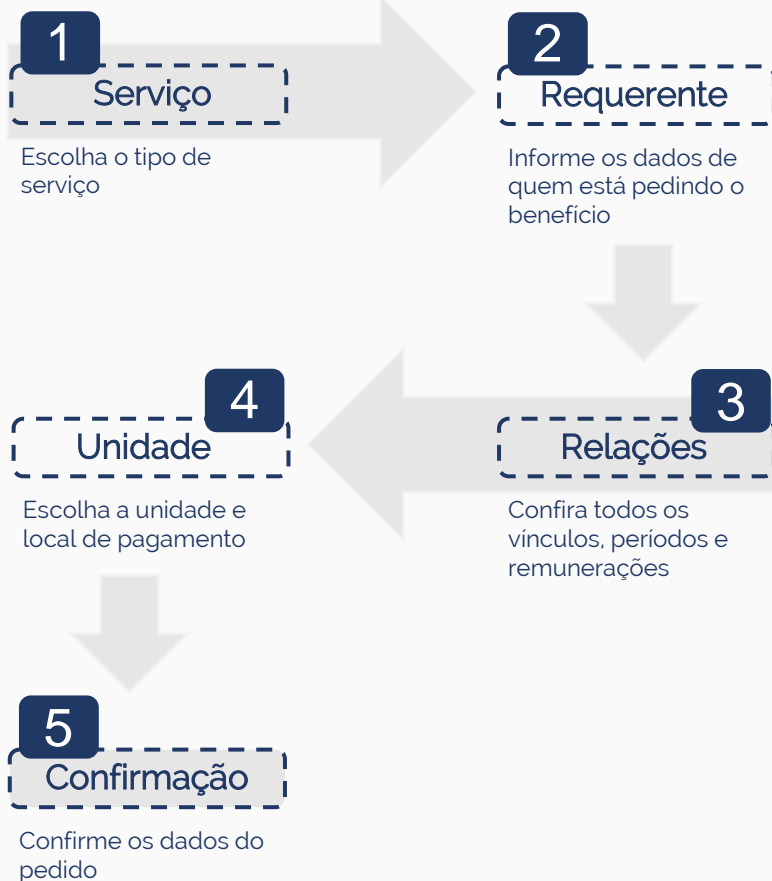 1
Serviço
Escolha o tipo de
serviço
2
Requerente
Informe os dados de
quem está pedindo o
benefício
3
Relações
Confira todos os
vínculos, períodos e
remunerações
4
Unidade
Escolha a unidade e
local de pagamento
5
Confirmação
Confirme os dados do
pedido